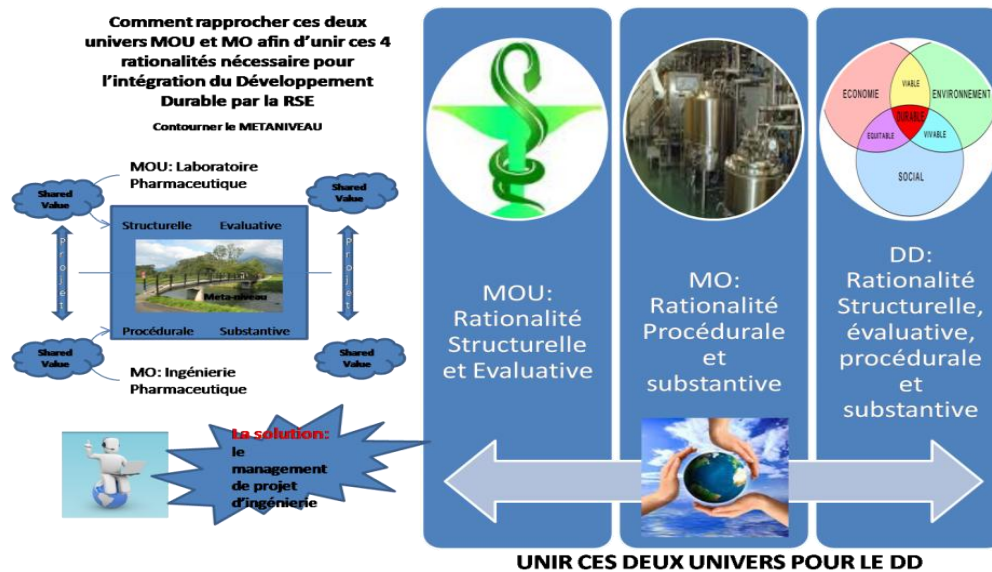 Comment rapprocher ces deux
univers MOU et MO afin d'unir ces 4
rationalités nécessaire pour
l'intégration du Développement
Durable par la RSE
Contourner le METANIVEAU
MOU: Laboratoire
Pharmaceutique
Shared
Value
Shared
Value
Structurelle Evaluative
Projet
Meta-niveau
Projet
Procédurale Substantive
Shared
Value
Shared
Value
MO: Ingénierie
Pharmaceutique
La solution:
le
management
de projet
d'ingénierie
MOU:
Rationalité
Structurelle
et Evaluative
MO:
Rationalité
Procédurale
et
substantive
ECONOMIE
VIABLE
ENVIRONNEMENT
DURABLE
EQUITABLE
VIVABLE
SOCIAL
DD:
Rationalité
Structurelle,
évaluative,
procédurale
et
substantive
UNIR CES DEUX UNIVERS POUR LE DD